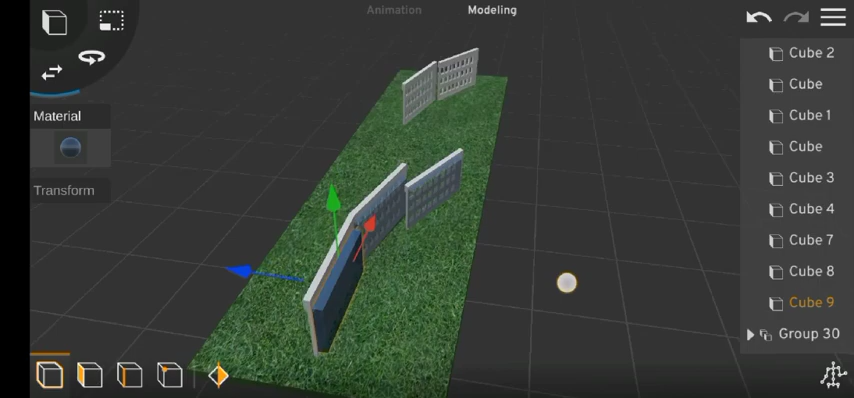 Animation
Modeling
Material
Transform
Cube 2
Cube
Cube 1
Cube
Cube 3
Cube 4
Cube 7
Cube 8
Cube 9
Group 30